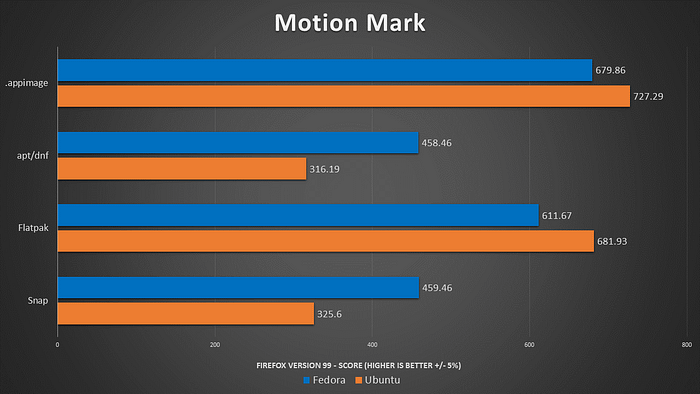 Motion Mark
.appimage
679.86
727.29
apt/dnf
458.46
316.19
Flatpak
611.67
681.93
Snap
459.46
325.6
0 200 400 600 800
FIREFOX VERSION 99 - SCORE (HIGHER IS BETTER +/- 5%)
Fedora Ubuntu